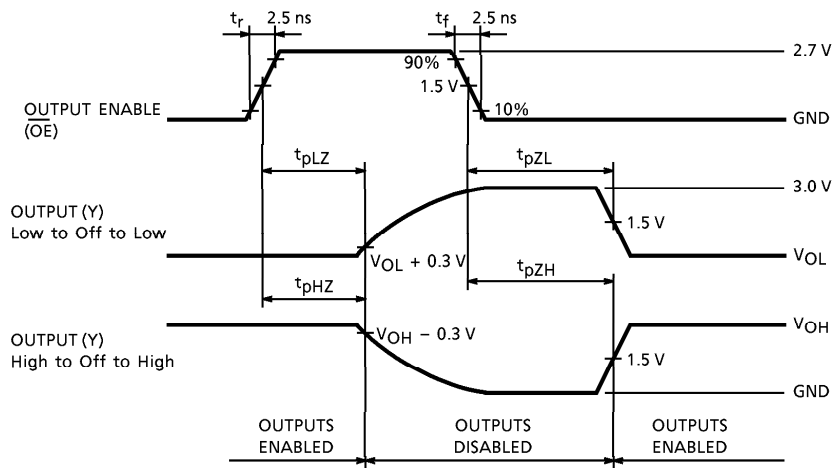 tr 2.5 ns
tf 2.5 ns
2.7 V
90%
1.5 V
10%
OUTPUT ENABLE
(OE)
GND
tpLZ
tpZL
3.0 V
OUTPUT (Y)
Low to Off to Low
1.5 V
VOL + 0.3 V
VOL
tpHZ
tpZH
OUTPUT (Y)
High to Off to High
VOH − 0.3 V
VOH
1.5 V
GND
OUTPUTS
ENABLED
OUTPUTS
DISABLED
OUTPUTS
ENABLED